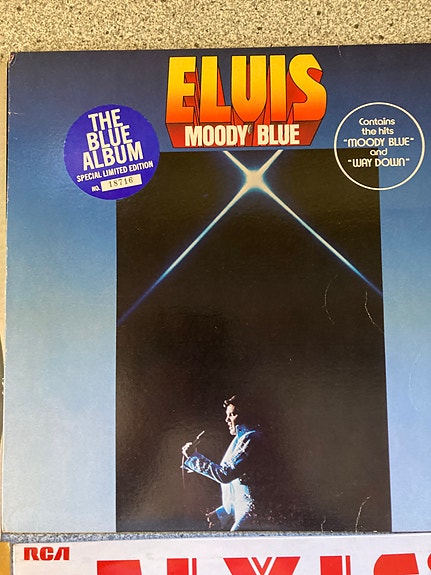 ELVIS
MOODY BLUE
THE
BLUE
ALBUM
SPECIAL LIMITED EDITION
NO. 18716
Contains
the hits
"MOODY BLUE"
and
"WAY DOWN"
RCA